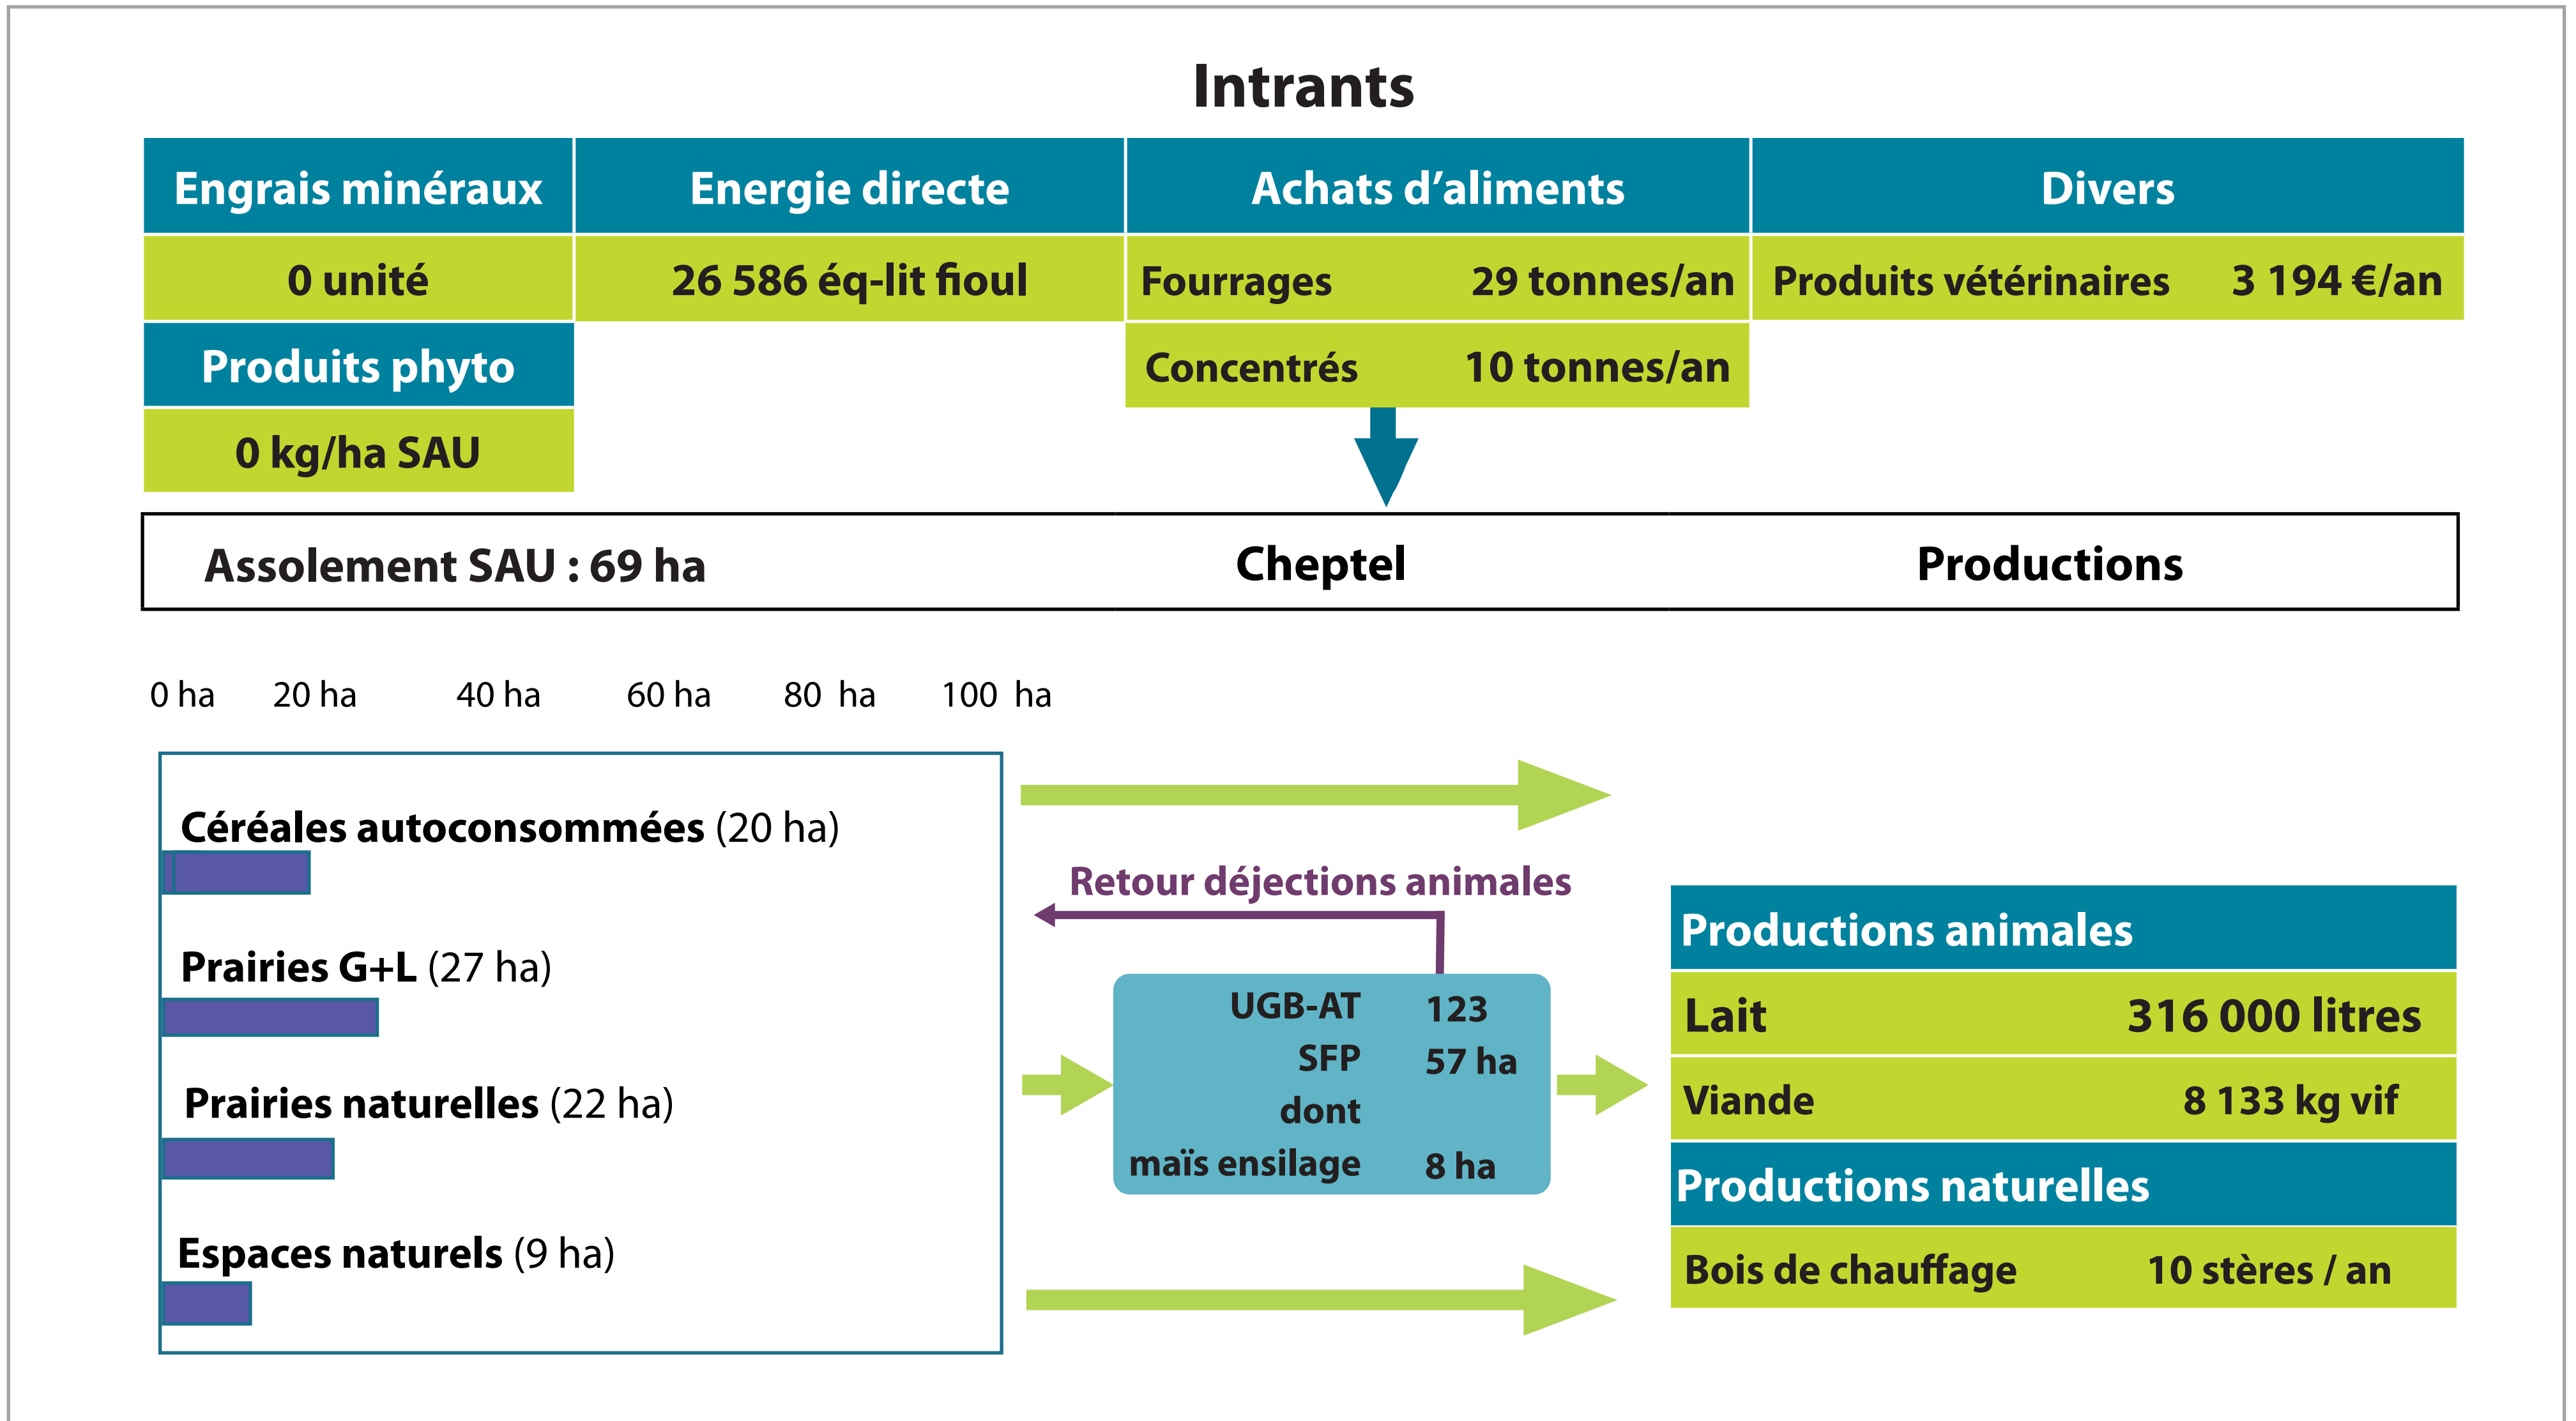 Intrants
Engrais minéraux
Energie directe
Achats d'aliments
Divers
0 unité
26 586 éq-lit fioul
Fourrages 29 tonnes/an
Produits vétérinaires 3 194 €/an
Produits phyto
Concentrés 10 tonnes/an
0 kg/ha SAU
Assolement SAU : 69 ha
Cheptel
Productions
0 ha 20 ha 40 ha 60 ha 80 ha 100 ha
Céréales autoconsommées (20 ha)
Prairies G+L (27 ha)
Prairies naturelles (22 ha)
Espaces naturels (9 ha)
Retour déjections animales
UGB-AT 123
SFP 57 ha
dont
maïs ensilage 8 ha
Productions animales
Lait 316 000 litres
Viande 8 133 kg vif
Productions naturelles
Bois de chauffage 10 stères / an